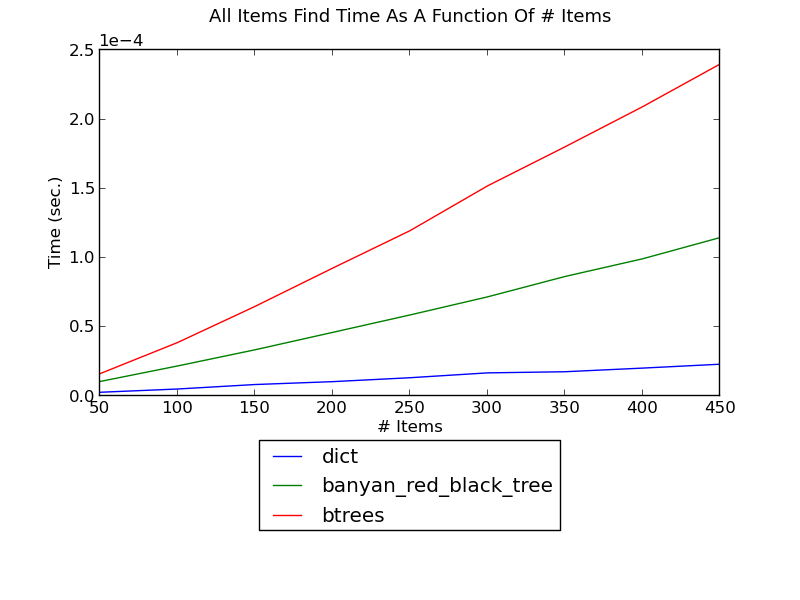 All Items Find Time As A Function Of # Items
1e−4
2.5
2.0
1.5
1.0
0.5
0.0
Time (sec.)
50 100 150 200 250 300 350 400 450
# Items
dict
banyan_red_black_tree
btrees